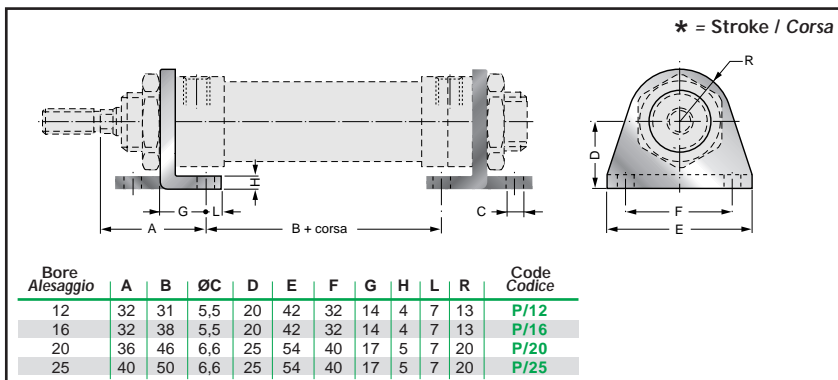 * = Stroke / Corsa
R
D
H
G
L
C
A
B + corsa
F
E
Bore Alesaggio A B ØC D E F G H L R Code Codice
12 32 31 5,5 20 42 32 14 4 7 13 P/12
16 32 38 5,5 20 42 32 14 4 7 13 P/16
20 36 46 6,6 25 54 40 17 5 7 20 P/20
25 40 50 6,6 25 54 40 17 5 7 20 P/25